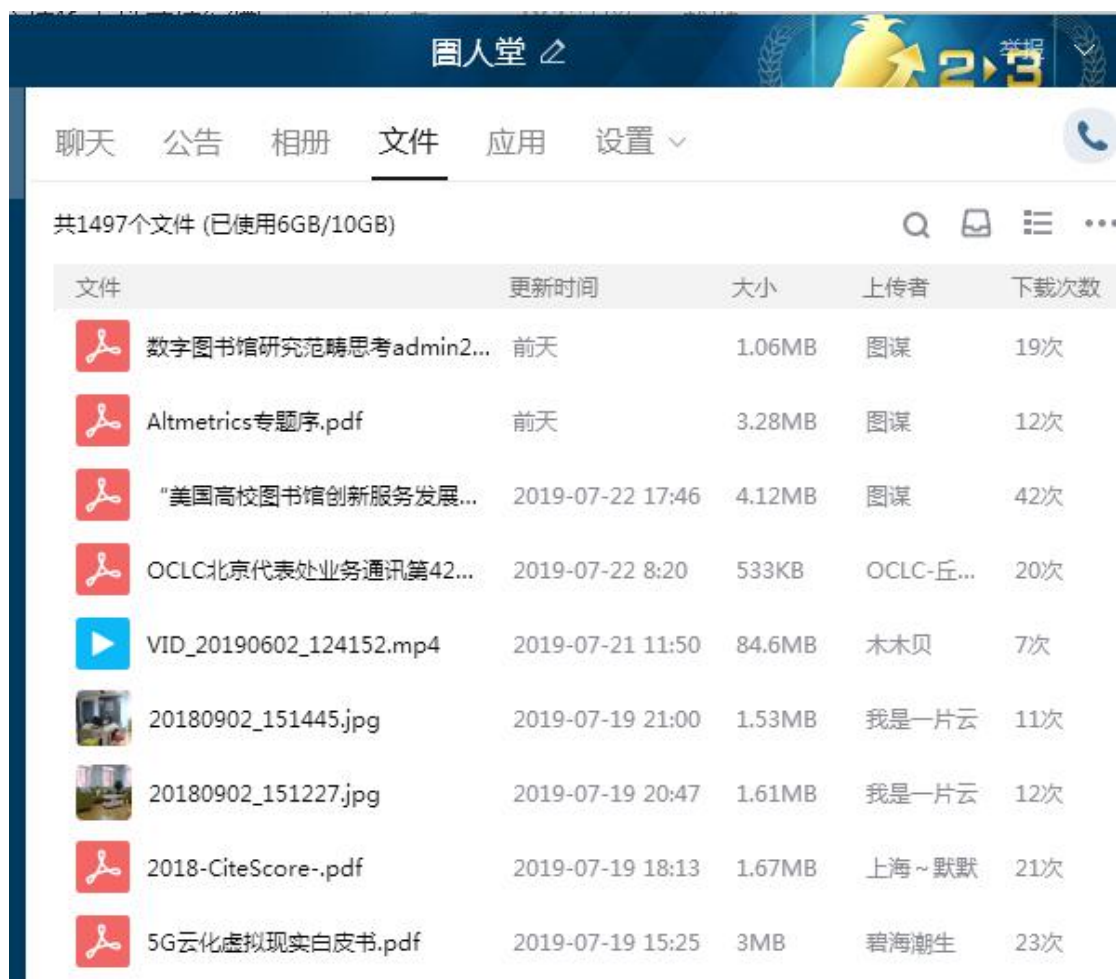 圕人堂
2 3
举报
聊天 公告 相册 文件 应用 设置
共1497个文件 (已使用6GB/10GB)
文件 更新时间 大小 上传者 下载次数
数字图书馆研究范畴思考admin2... 前天 1.06MB 图谋 19次
Altmetrics专题序.pdf 前天 3.28MB 图谋 12次
“美国高校图书馆创新服务发展... 2019-07-22 17:46 4.12MB 图谋 42次
OCLC北京代表处业务通讯第42... 2019-07-22 8:20 533KB OCLC-丘... 20次
VID_20190602_124152.mp4 2019-07-21 11:50 84.6MB 木木贝 7次
20180902_151445.jpg 2019-07-19 21:00 1.53MB 我是一片云 11次
20180902_151227.jpg 2019-07-19 20:47 1.61MB 我是一片云 12次
2018-CiteScore-.pdf 2019-07-19 18:13 1.67MB 上海~默默 21次
5G云化虚拟现实白皮书.pdf 2019-07-19 15:25 3MB 碧海潮生 23次